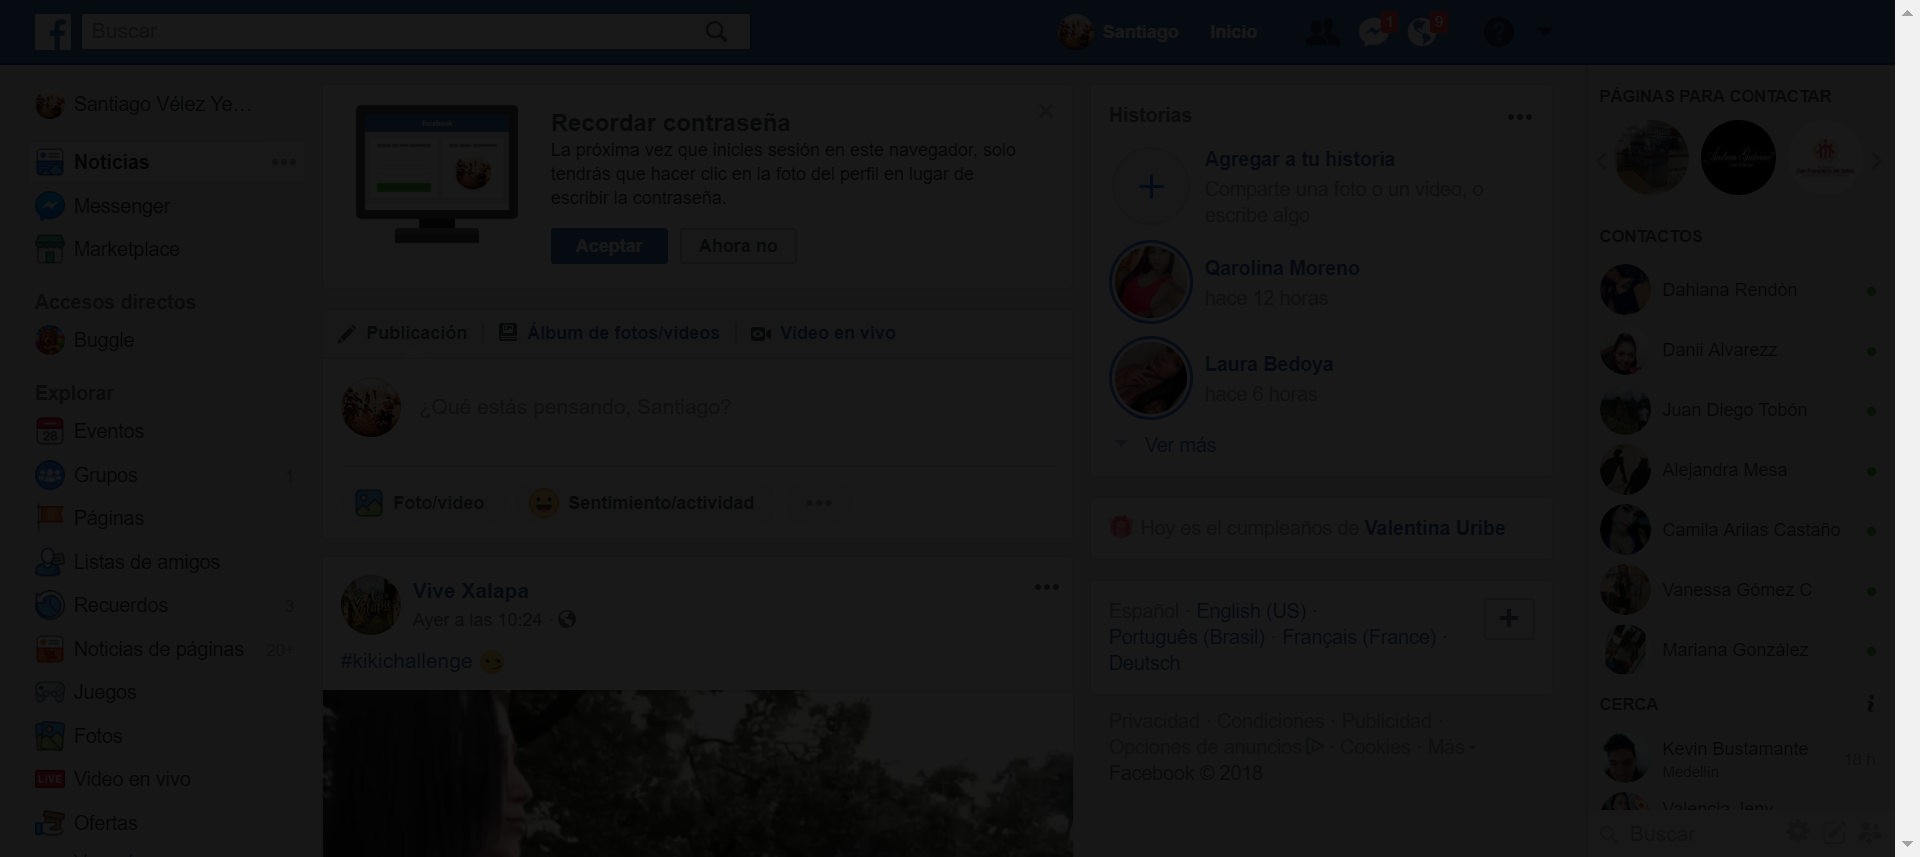 Buscar
Santiago
Inicio
1
9
?
Santiago Vélez Ye...
Noticias
Messenger
Marketplace
Accesos directos
Buggle
Explorar
28
Eventos
Grupos
1
Páginas
Listas de amigos
Recuerdos
3
Noticias de páginas
20+
Juegos
Fotos
LIVE
Video en vivo
Ofertas
facebook
Recordar contraseña
La próxima vez que inicies sesión en este navegador, solo
tendrás que hacer clic en la foto del perfil en lugar de
escribir la contraseña.
Aceptar
Ahora no
Publicación
Álbum de fotos/videos
Video en vivo
¿Qué estás pensando, Santiago?
Foto/video
Sentimiento/actividad
Vive Xalapa
Ayer a las 10:24 ·
#kikichallenge
Historias
Agregar a tu historia
Comparte una foto o un video, o
escribe algo
Qarolina Moreno
hace 12 horas
Laura Bedoya
hace 6 horas
Ver más
Hoy es el cumpleaños de Valentina Uribe
Español · English (US) ·
Português (Brasil) · Français (France) ·
Deutsch
Privacidad · Condiciones · Publicidad ·
Opciones de anuncios · Cookies · Más
Facebook © 2018
PÁGINAS PARA CONTACTAR
CONTACTOS
Dahiana Rendón
Danii Alvarezz
Juan Diego Tobón
Alejandra Mesa
Camila Ariias Castaño
Vanessa Gómez C
Mariana González
CERCA
Kevin Bustamante
Medellín
18 h
Valencia Jeny
Buscar